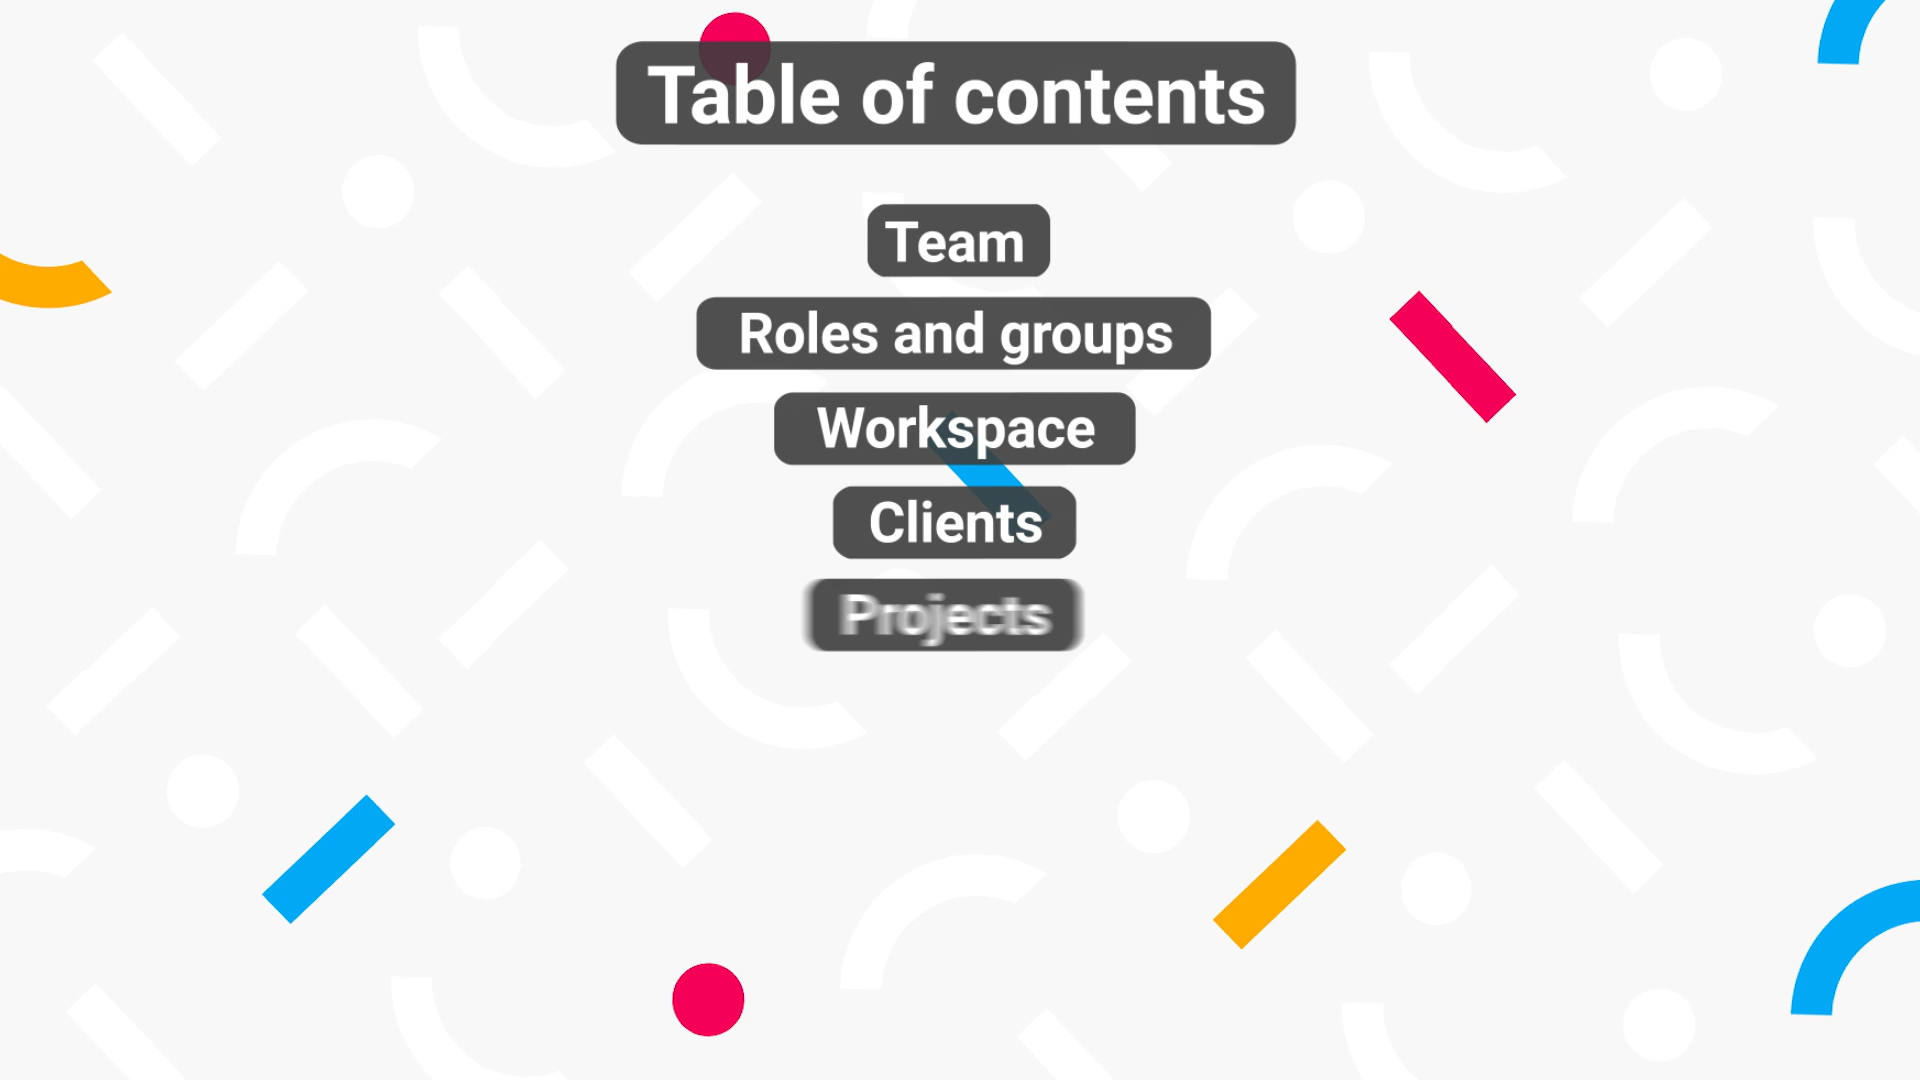 Table of contents
Team
Roles and groups
Workspace
Clients
Projects